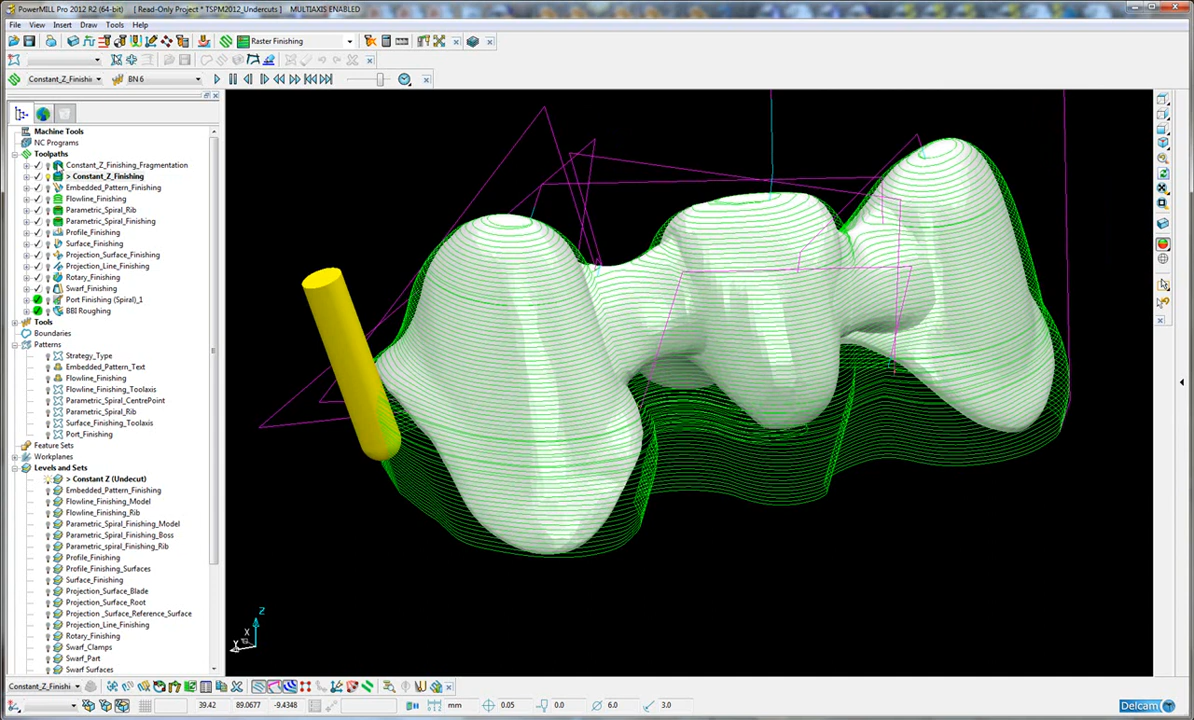 PowerMILL Pro 2012 R2 (64-bit) - [ Read-Only Project * TSPM2012_Undercuts ] MULTIAXIS ENABLED
File View Insert Draw Tools Help
Raster Finishing
Constant_Z_Finishi BN 6
Machine Tools
NC Programs
Toolpaths
Constant_Z_Finishing_Fragmentation
> Constant_Z_Finishing
Embedded_Pattern_Finishing
Flowline_Finishing
Parametric_Spiral_Rib
Parametric_Spiral_Finishing
Profile_Finishing
Surface_Finishing
Projection_Surface_Finishing
Projection_Line_Finishing
Rotary_Finishing
Swarf_Finishing
Port Finishing (Spiral)_1
BBI Roughing
Tools
Boundaries
Patterns
Strategy_Type
Embedded_Pattern_Text
Flowline_Finishing
Flowline_Finishing_Toolaxis
Parametric_Spiral_CentrePoint
Parametric_Spiral_Rib
Surface_Finishing_Toolaxis
Port_Finishing
Feature Sets
Workplanes
Levels and Sets
> Constant Z (Undecut)
Embedded_Pattern_Finishing
Flowline_Finishing_Model
Flowline_Finishing_Rib
Parametric_Spiral_Finishing_Model
Parametric_Spiral_Finishing_Boss
Parametric_spiral_Finishing_Rib
Profile_Finishing
Profile_Finishing_Surfaces
Surface_Finishing
Projection_Surface_Blade
Projection_Surface_Root
Projection _Surface_Reference_Surface
Projection_Line_Finishing
Rotary_Finishing
Swarf_Clamps
Swarf_Part
Swarf Surfaces
Z
X
Y
Constant_Z_Finishi
39.42 89.0677 -9.4348 mm 0.05 0.0 6.0 3.0 Delcam